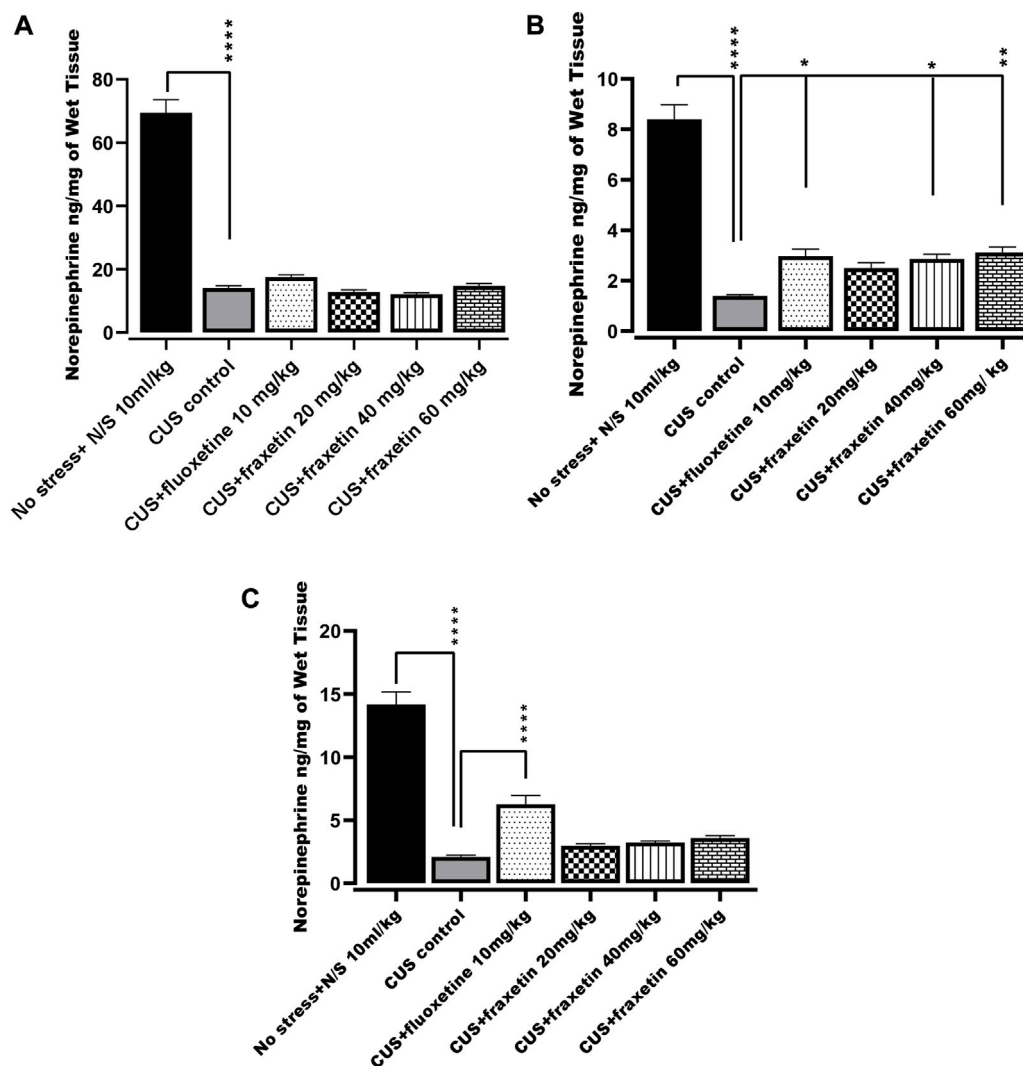 A
Norepinephrine ng/mg of Wet Tissue
80
60
40
20
0
****
No stress+ N/S 10ml/kg
CUS control
CUS+fluoxetine 10 mg/kg
CUS+fraxetin 20 mg/kg
CUS+fraxetin 40 mg/kg
CUS+fraxetin 60 mg/kg
B
Norepinephrine ng/mg of Wet Tissue
10
8
6
4
2
0
****
*
*
**
No stress+ N/S 10ml/kg
CUS control
CUS+fluoxetine 10mg/kg
CUS+fraxetin 20mg/kg
CUS+fraxetin 40mg/kg
CUS+fraxetin 60mg/ kg
C
Norepinephrine ng/mg of Wet Tissue
20
15
10
5
0
****
****
No stress+N/S 10ml/kg
CUS control
CUS+fluoxetine 10mg/kg
CUS+fraxetin 20mg/kg
CUS+fraxetin 40mg/kg
CUS+fraxetin 60mg/kg